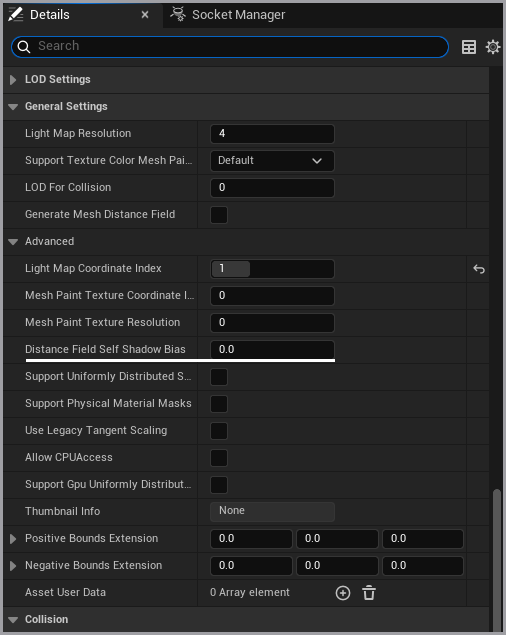 Details × Socket Manager
Search
LOD Settings
General Settings
Light Map Resolution 4
Support Texture Color Mesh Pai... Default
LOD For Collision 0
Generate Mesh Distance Field
Advanced
Light Map Coordinate Index 1
Mesh Paint Texture Coordinate I... 0
Mesh Paint Texture Resolution 0
Distance Field Self Shadow Bias 0.0
Support Uniformly Distributed S...
Support Physical Material Masks
Use Legacy Tangent Scaling
Allow CPUAccess
Support Gpu Uniformly Distribut...
Thumbnail Info None
Positive Bounds Extension 0.0 0.0 0.0
Negative Bounds Extension 0.0 0.0 0.0
Asset User Data 0 Array element
Collision